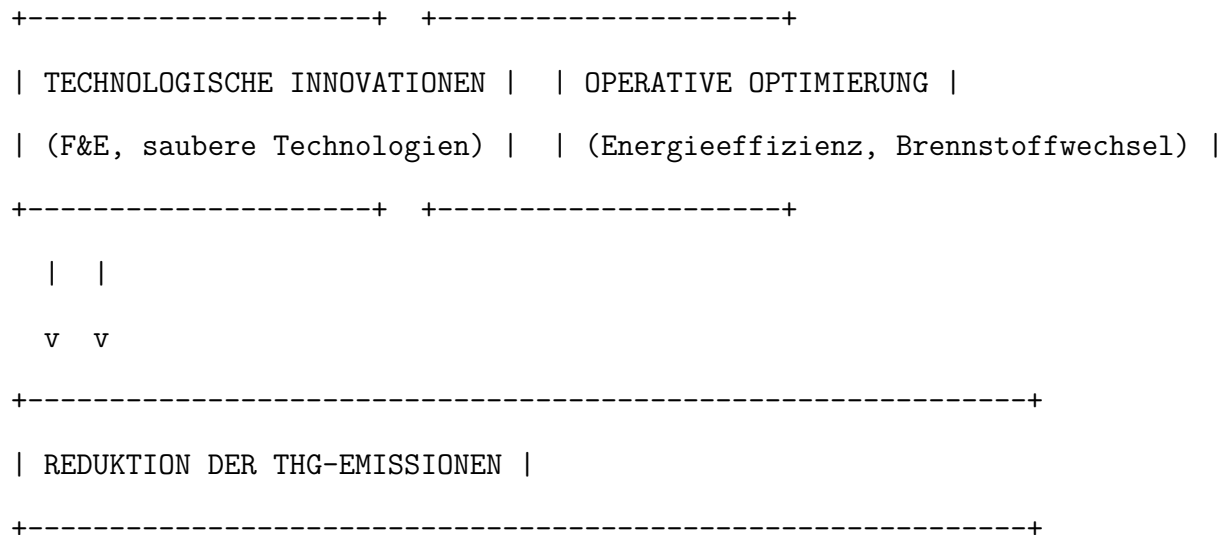 +---------------------+ +---------------------+
| TECHNOLOGISCHE INNOVATIONEN | | OPERATIVE OPTIMIERUNG |
| (F&E, saubere Technologien) | | (Energieeffizienz, Brennstoffwechsel) |
+---------------------+ +---------------------+
| |
v v
+-------------------------------------------------------------+
| REDUKTION DER THG-EMISSIONEN |
+-------------------------------------------------------------+